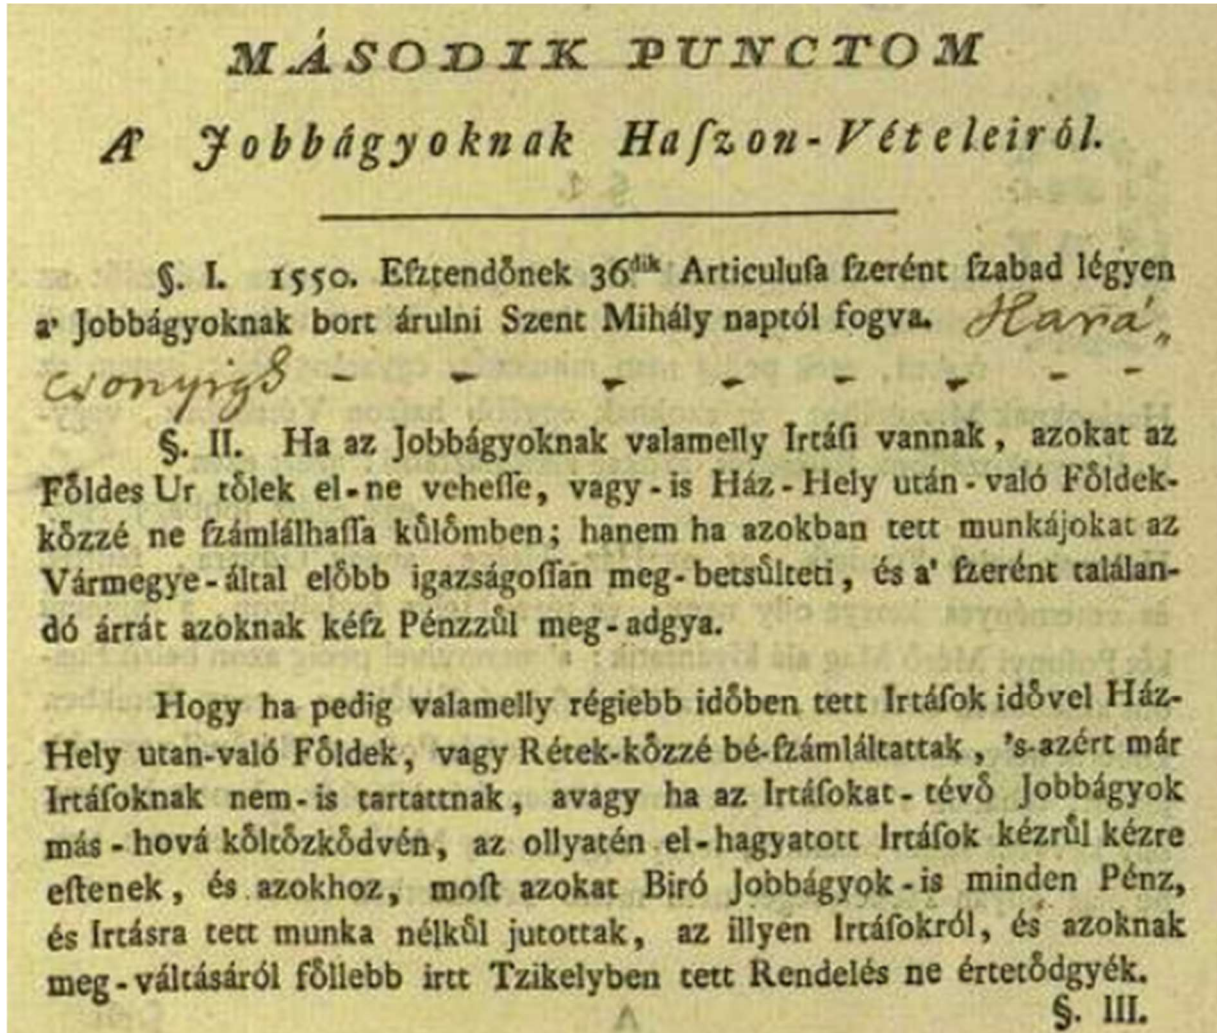 MÁSODIK PUNCTOM
A' Jobbágyoknak Haſzon-Vételeiról.
§. I. 1550. Eſztendőnek 36dik Articuluſa ſzerént ſzabad légyen
a' Jobbágyoknak bort árulni Szent Mihály naptól fogva. Kará„
csonyigS - - - - - - - - -
§. II. Ha az Jobbágyoknak valamelly Irtáſi vannak, azokat az
Főldes Ur tőlek el-ne veheſſe, vagy-is Ház-Hely után-való Főldek-
kőzzé ne ſzámlálhaſſa kűlőmben; hanem ha azokban tett munkájokat az
Vármegye-által előbb igazságoſſan meg-betsűlteti, és a' ſzerént találan-
dó árrát azoknak kéſz Pénzzűl meg-adgya.
Hogy ha pedig valamelly régiebb időben tett Irtáſok idővel Ház-
Hely utan-való Főldek, vagy Rétek-kőzzé bé-ſzámláltattak, 's-azért már
Irtáſoknak nem-is tartattnak, avagy ha az Irtáſokat-tévő Jobbágyok
más-hová kőltőzkődvén, az ollyatén el-hagyatott Irtáſok kézrűl kézre
eſtenek, és azokhoz, moſt azokat Biró Jobbágyok-is minden Pénz,
és Irtásra tett munka nélkűl jutottak, az illyen Irtáſokról, és azoknak
meg-váltásáról főllebb irtt Tzikelyben tett Rendelés ne értetődgyék.
§. III.